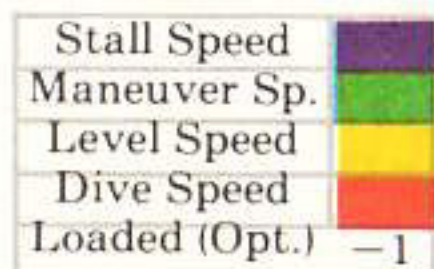 Stall Speed
Maneuver Sp.
Level Speed
Dive Speed
Loaded (Opt.) −1